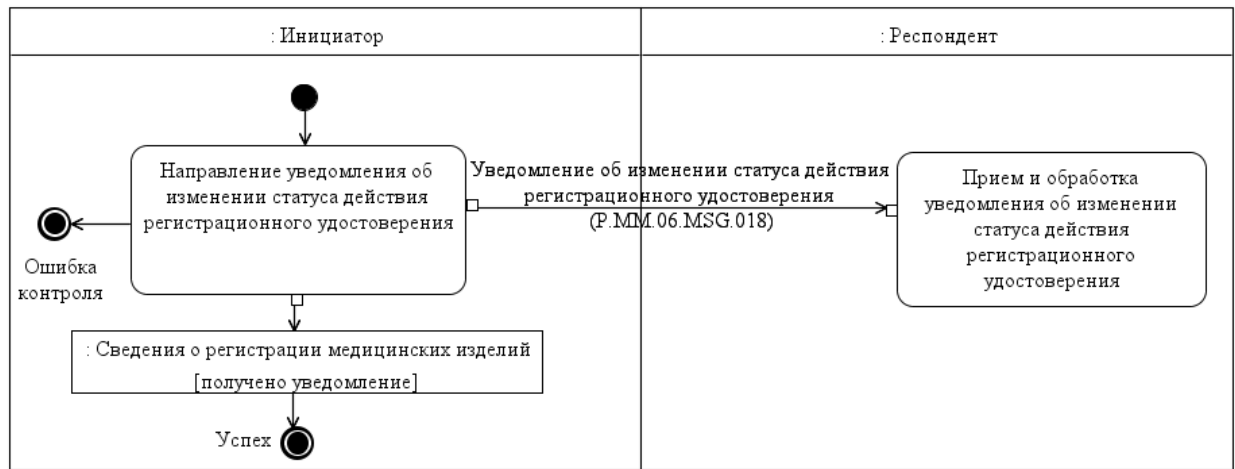 : Инициатор
: Респондент
Направление уведомления об
изменении статуса действия
регистрационного удостоверения
Уведомление об изменении статуса действия
регистрационного удостоверения
(P.MM.06.MSG.018)
Прием и обработка
уведомления об изменении
статуса действия
регистрационного
удостоверения
Ошибка
контроля
: Сведения о регистрации медицинских изделий
[получено уведомление]
Успех